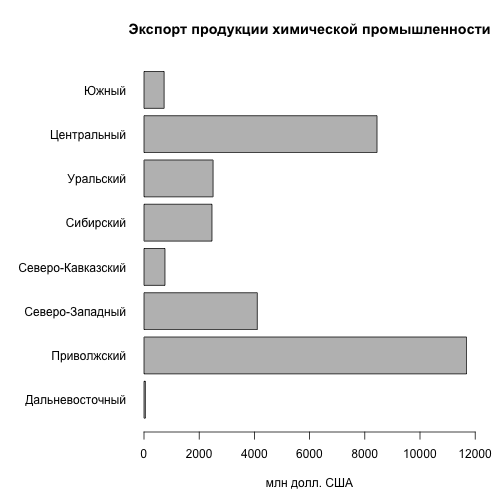 Экспорт продукции химической промышленности
Южный
Центральный
Уральский
Сибирский
Северо-Кавказский
Северо-Западный
Приволжский
Дальневосточный
0 2000 4000 6000 8000 10000 12000
млн долл. США